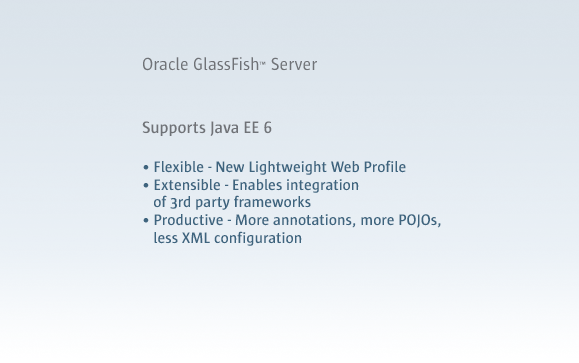 Oracle GlassFish™ Server
Supports Java EE 6
• Flexible - New Lightweight Web Profile
• Extensible - Enables integration
of 3rd party frameworks
• Productive - More annotations, more POJOs,
less XML configuration